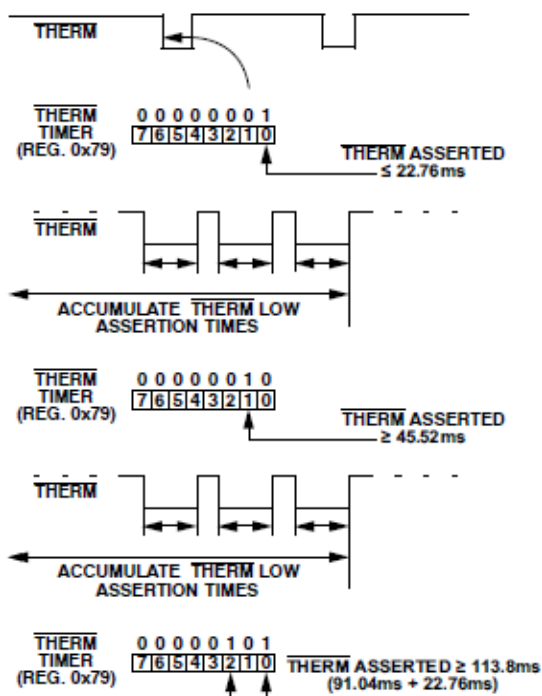 THERM
THERM
TIMER
(REG. 0x79)
0 0 0 0 0 0 0 1
7 6 5 4 3 2 1 0
THERM ASSERTED
≤ 22.76ms
THERM
ACCUMULATE THERM LOW
ASSERTION TIMES
THERM
TIMER
(REG. 0x79)
0 0 0 0 0 0 1 0
7 6 5 4 3 2 1 0
THERM ASSERTED
≥ 45.52ms
THERM
ACCUMULATE THERM LOW
ASSERTION TIMES
THERM
TIMER
(REG. 0x79)
0 0 0 0 0 1 0 1
7 6 5 4 3 2 1 0
THERM ASSERTED ≥ 113.8ms
(91.04ms + 22.76ms)